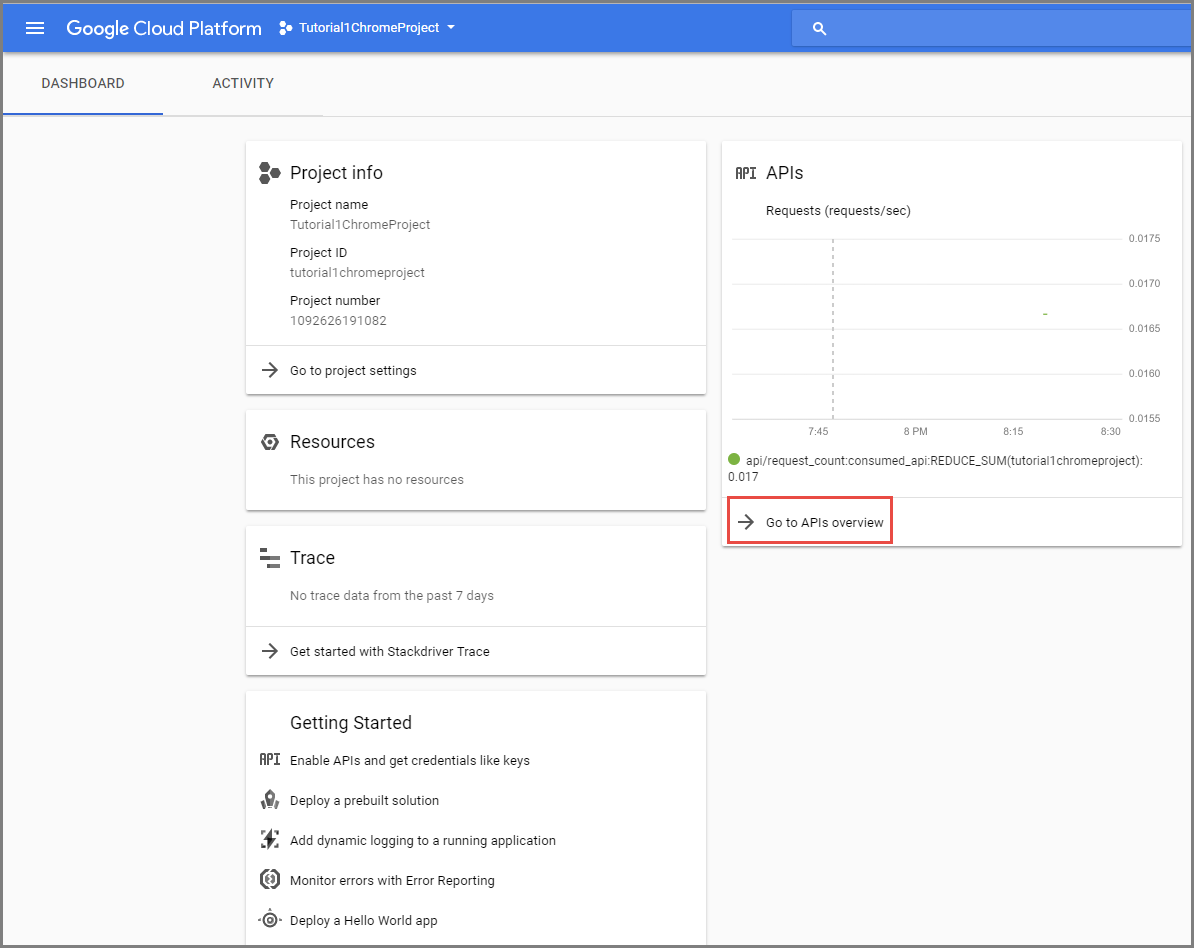 Google Cloud Platform Tutorial1ChromeProject
DASHBOARD ACTIVITY
Project info
Project name
Tutorial1ChromeProject
Project ID
tutorial1chromeproject
Project number
1092626191082
Go to project settings
Resources
This project has no resources
Trace
No trace data from the past 7 days
Get started with Stackdriver Trace
Getting Started
API Enable APIs and get credentials like keys
Deploy a prebuilt solution
Add dynamic logging to a running application
Monitor errors with Error Reporting
Deploy a Hello World app
API APIs
Requests (requests/sec)
0.0175
0.0170
0.0165
0.0160
0.0155
7:45 8 PM 8:15 8:30
api/request_count:consumed_api:REDUCE_SUM(tutorial1chromeproject):
0.017
Go to APIs overview